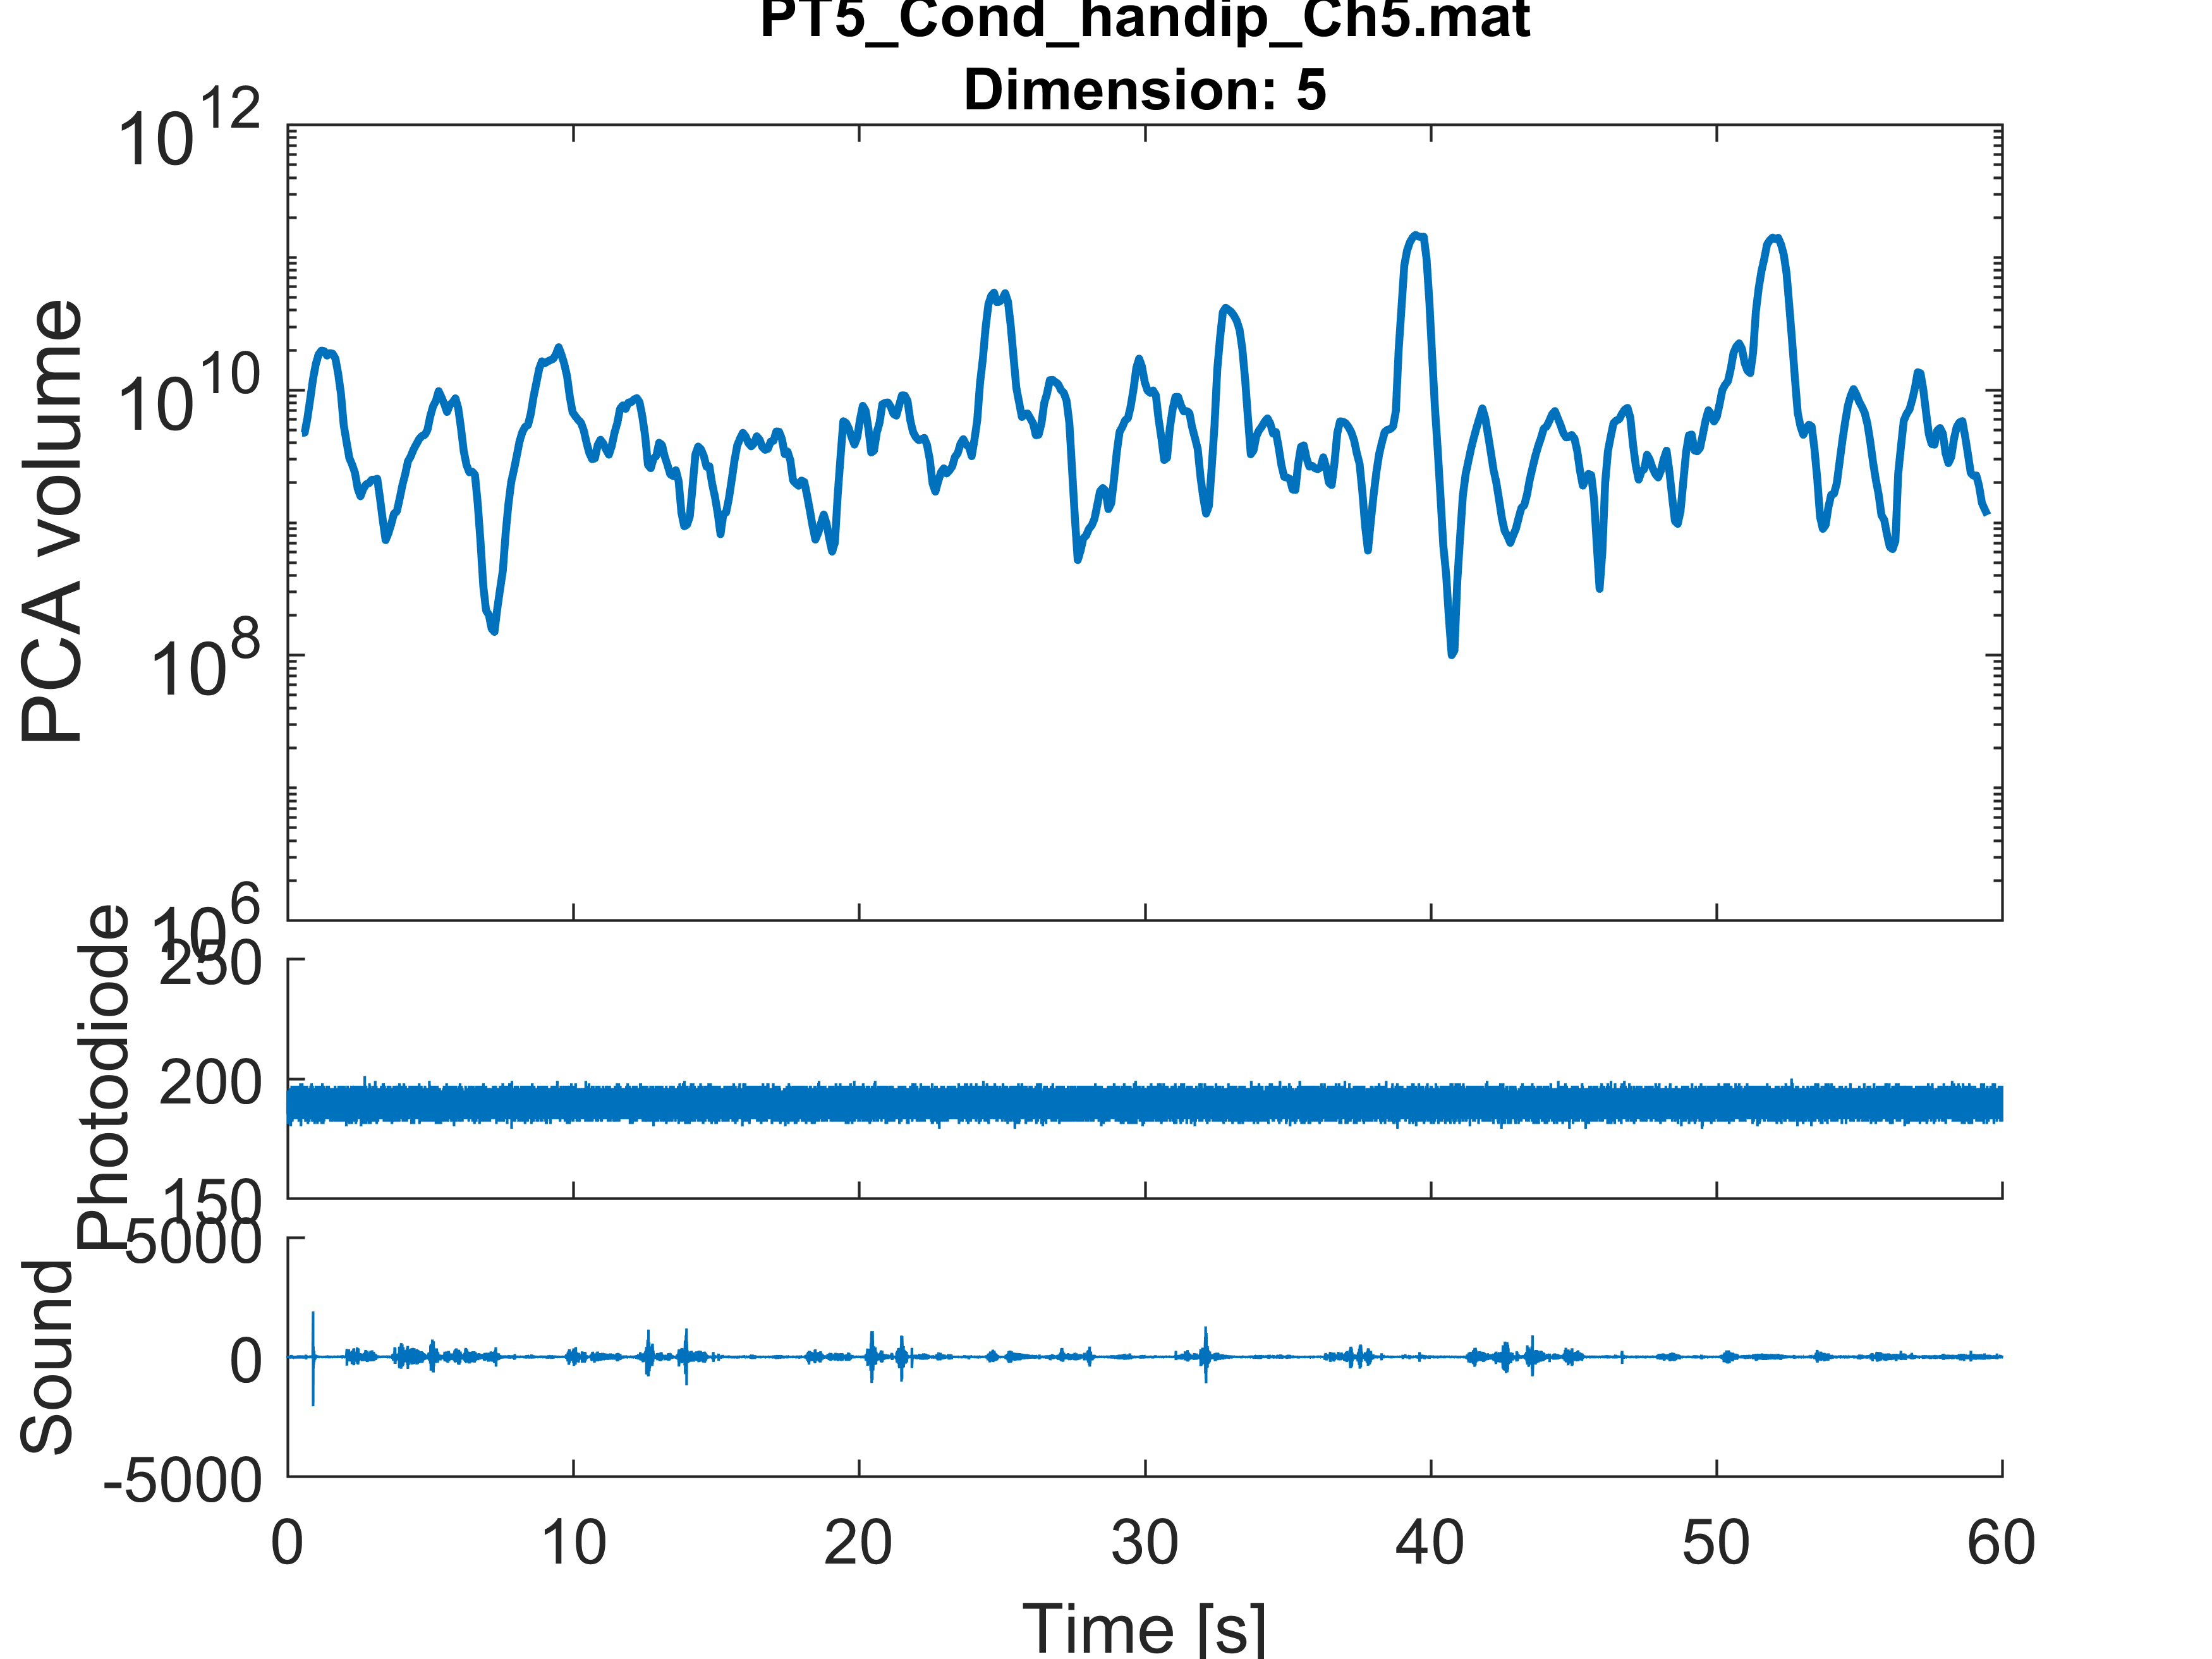 PT5_Cond_handip_Ch5.mat
Dimension: 5
PCA volume
10^12
10^10
10^8
10^6
Photodiode
250
200
150
Sound
5000
0
-5000
0 10 20 30 40 50 60
Time [s]